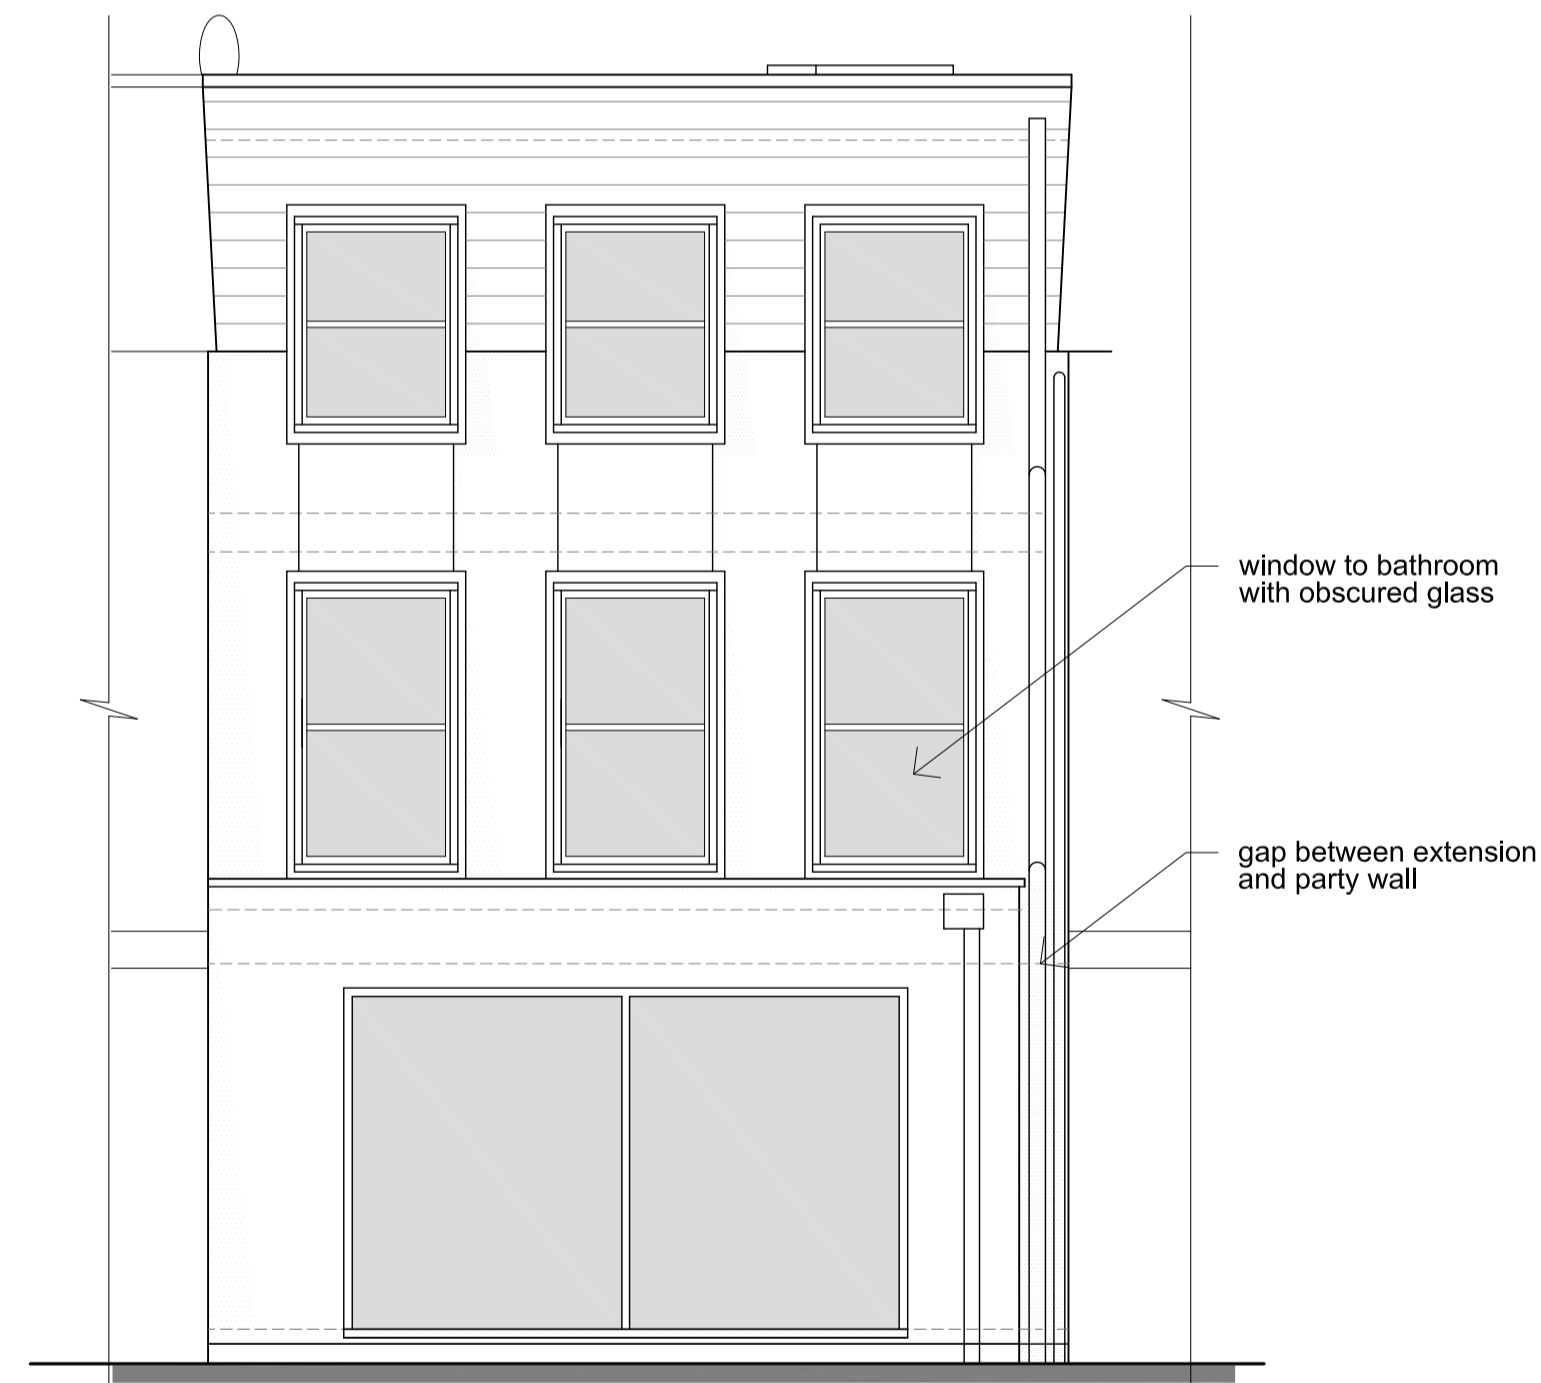 window to bathroom
with obscured glass
gap between extension
and party wall